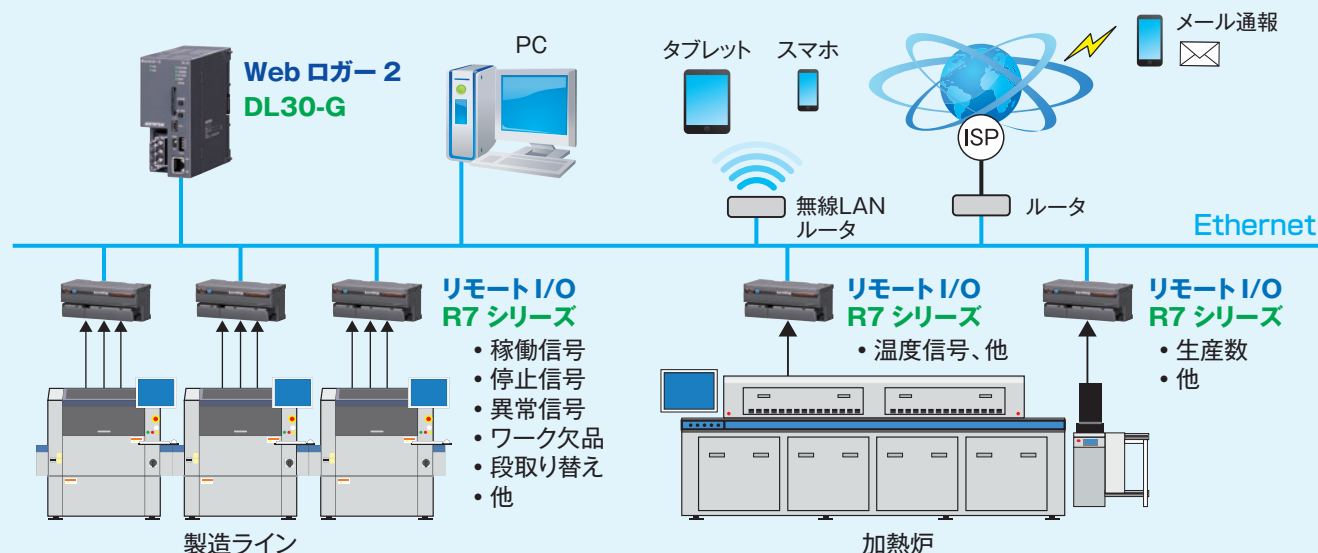 Web ロガー 2
DL30-G
PC
タブレット
スマホ
メール通報
ISP
無線LAN
ルータ
ルータ
Ethernet
リモート I/O
R7 シリーズ
• 稼働信号
• 停止信号
• 異常信号
• ワーク欠品
• 段取り替え
• 他
リモート I/O
R7 シリーズ
• 温度信号、他
リモート I/O
R7 シリーズ
• 生産数
• 他
製造ライン
加熱炉